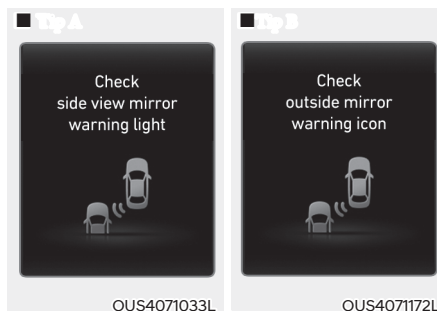 Check
side view mirror
warning light
OUS4071033L
Check
outside mirror
warning icon
OUS4071172L